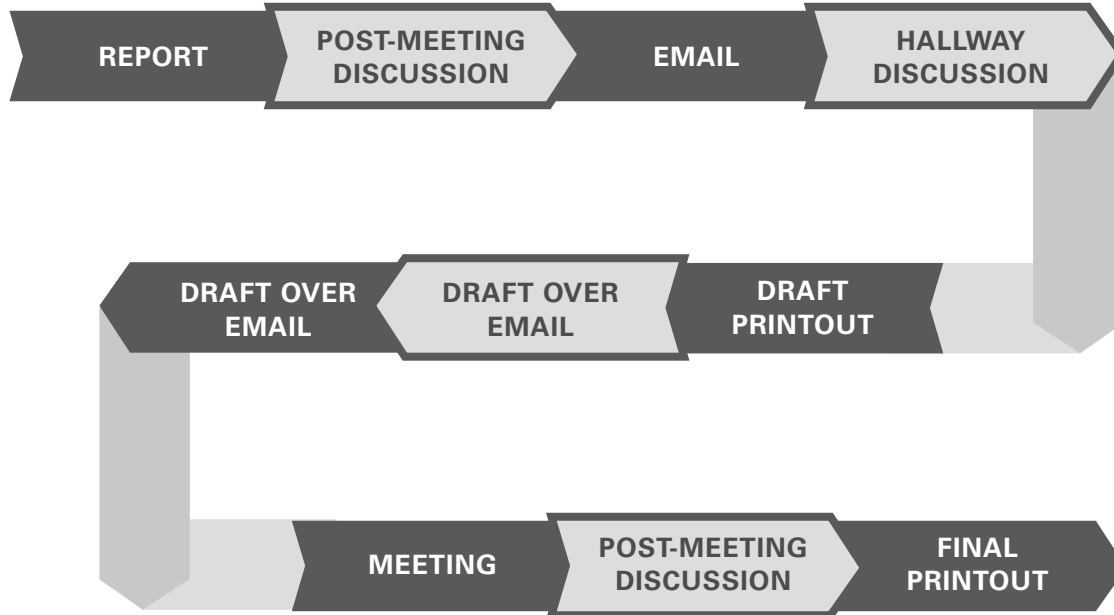 REPORT
POST-MEETING
DISCUSSION
EMAIL
HALLWAY
DISCUSSION
DRAFT OVER
EMAIL
DRAFT OVER
EMAIL
DRAFT
PRINTOUT
MEETING
POST-MEETING
DISCUSSION
FINAL
PRINTOUT